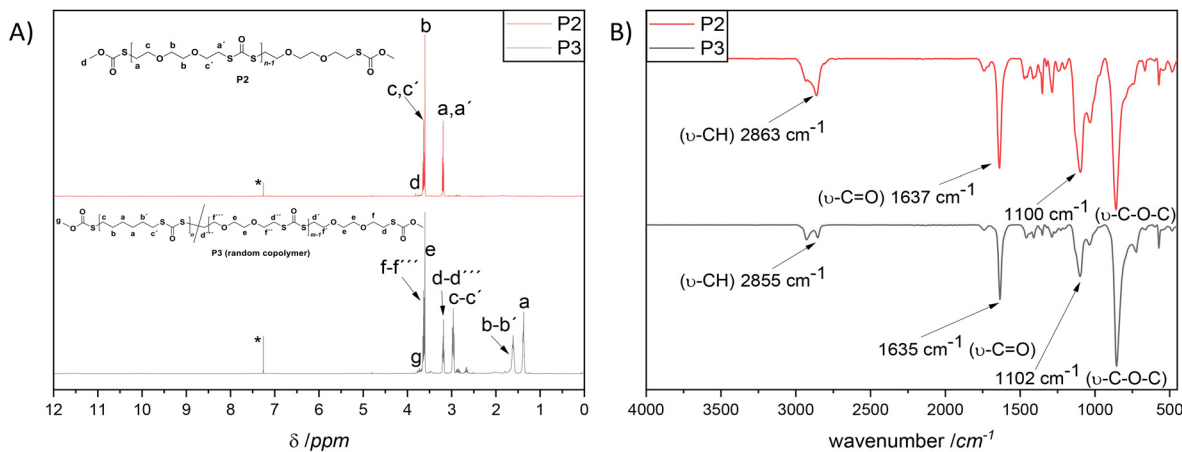 A)
P2
P3
b
c
b
a´
O
O
S
O
O
S
S
n-1
O
O
S
O
d
O
a
b
c´
P2
c,c´
a,a´
d
*
g
O
O
S
c
a
b´
S
O
S
S
n
f´´´
e
d´´
O
O
S
O
S
m-1
d´
e
f
O
O
S
O
O
b
a
c´
d´´´
e
f´´
f´
e
d
P3 (random copolymer)
e
f-f´´´
d-d´´´
c-c´
a
b-b´
g
*
12 11 10 9 8 7 6 5 4 3 2 1 0
δ /ppm
B)
P2
P3
(υ-CH) 2863 cm-1
(υ-C=O) 1637 cm-1
1100 cm-1 (υ-C-O-C)
(υ-CH) 2855 cm-1
1635 cm-1 (υ-C=O)
1102 cm-1 (υ-C-O-C)
4000 3500 3000 2500 2000 1500 1000 500
wavenumber /cm-1